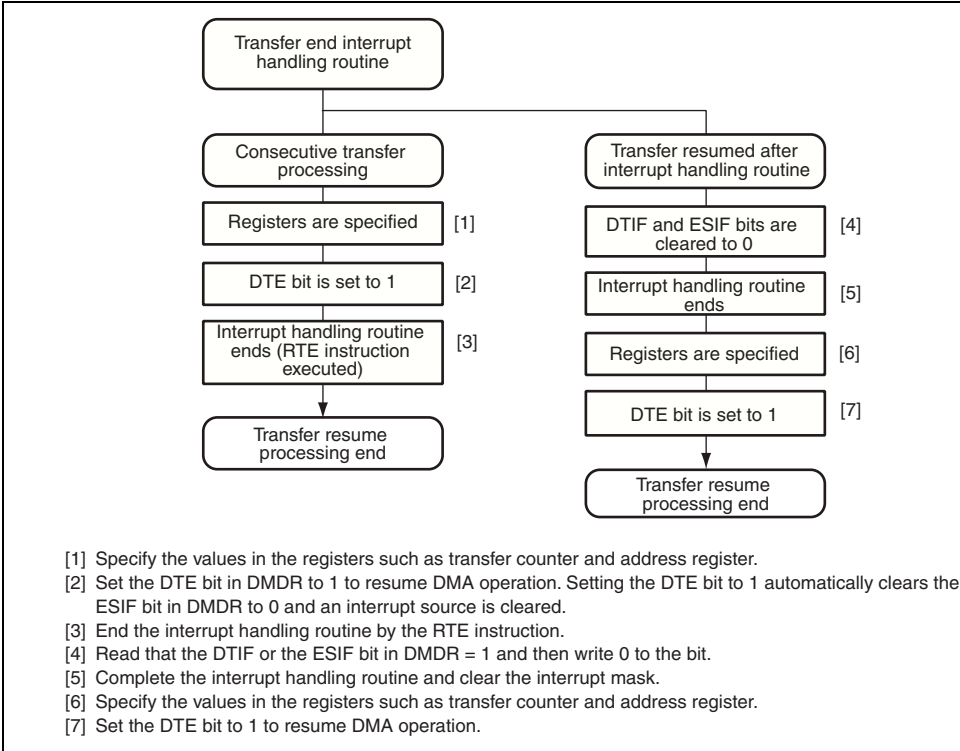 Transfer end interrupt
handling routine
Consecutive transfer
processing
Registers are specified
[1]
DTE bit is set to 1
[2]
Interrupt handling routine
ends (RTE instruction
executed)
[3]
Transfer resume
processing end
Transfer resumed after
interrupt handling routine
DTIF and ESIF bits are
cleared to 0
[4]
Interrupt handling routine
ends
[5]
Registers are specified
[6]
DTE bit is set to 1
[7]
Transfer resume
processing end
[1] Specify the values in the registers such as transfer counter and address register.
[2] Set the DTE bit in DMDR to 1 to resume DMA operation. Setting the DTE bit to 1 automatically clears the
ESIF bit in DMDR to 0 and an interrupt source is cleared.
[3] End the interrupt handling routine by the RTE instruction.
[4] Read that the DTIF or the ESIF bit in DMDR = 1 and then write 0 to the bit.
[5] Complete the interrupt handling routine and clear the interrupt mask.
[6] Specify the values in the registers such as transfer counter and address register.
[7] Set the DTE bit to 1 to resume DMA operation.